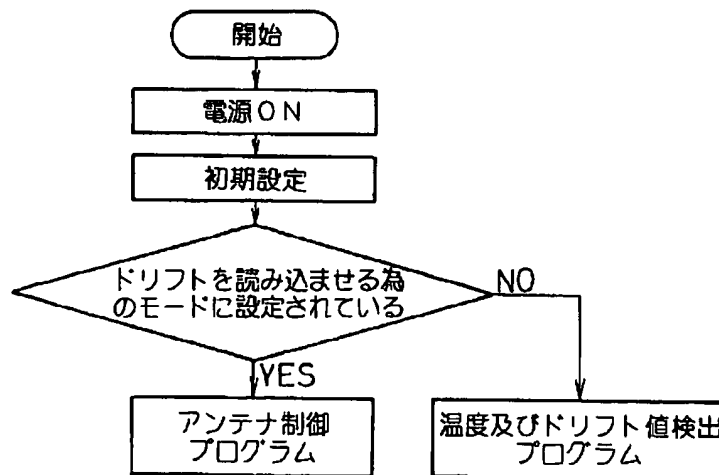 開始
電源ON
初期設定
ドリフトを読み込ませる為
のモードに設定されている
NO
YES
アンテナ制御
プログラム
温度及びドリフト値検出
プログラム